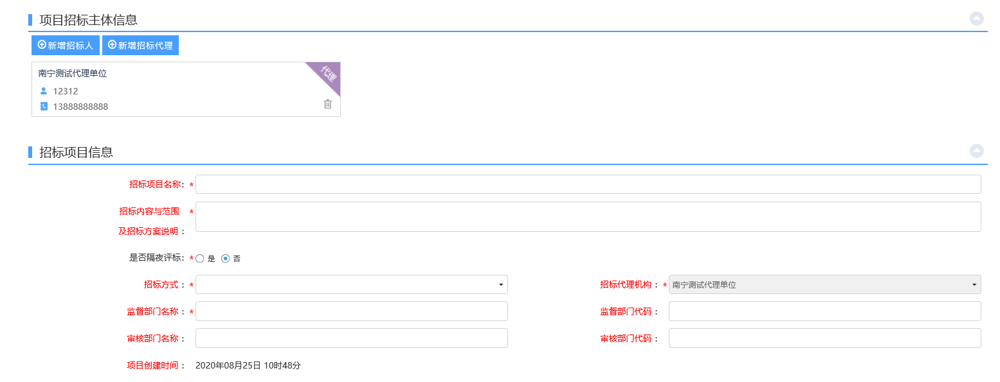 项目招标主体信息
新增招标人 新增招标代理
南宁测试代理单位
代理
12312
13888888888
招标项目信息
招标项目名称：*
招标内容与范围 *
及招标方案说明：
是否隔夜评标：* 是 否
招标方式：* 招标代理机构：* 南宁测试代理单位
监督部门名称：* 监督部门代码：
审核部门名称： 审核部门代码：
项目创建时间： 2020年08月25日 10时48分